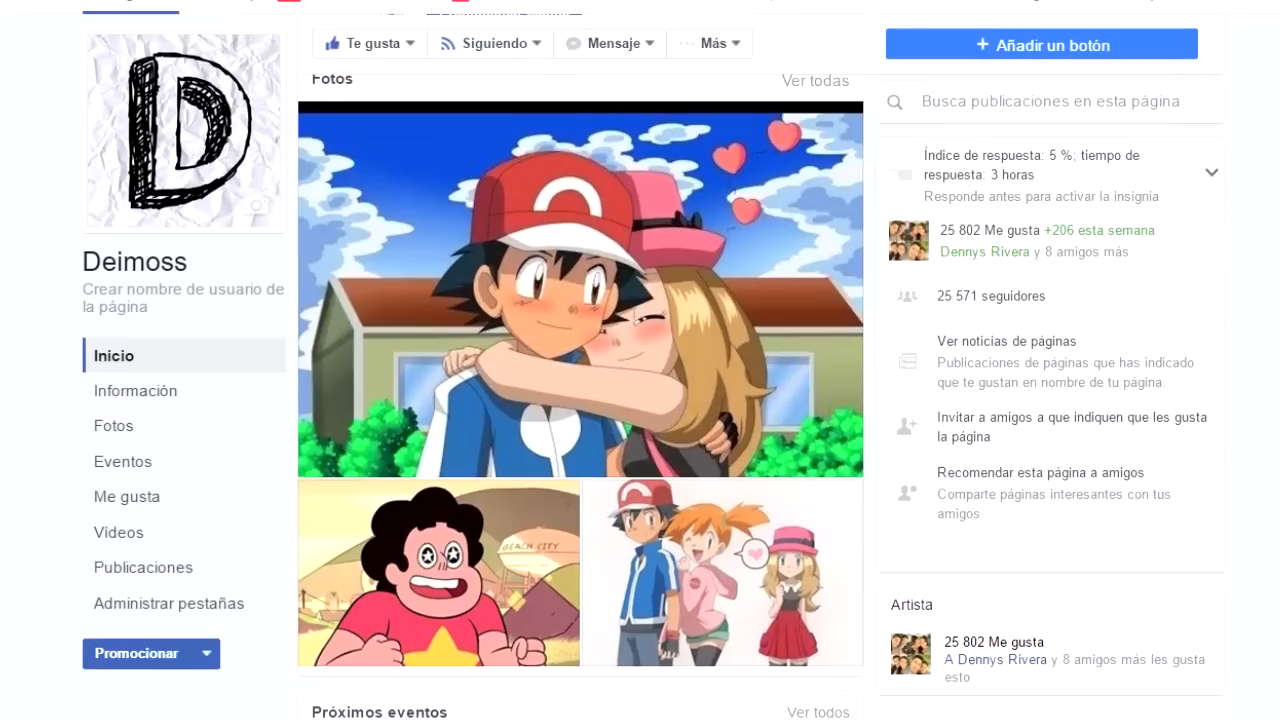 D
Deimoss
Crear nombre de usuario de
la página
Inicio
Información
Fotos
Eventos
Me gusta
Vídeos
Publicaciones
Administrar pestañas
Promocionar
Te gusta
Siguiendo
Mensaje
··· Más
Fotos
Ver todas
BEACH CITY
Próximos eventos
Ver todos
+ Añadir un botón
Busca publicaciones en esta página
Índice de respuesta: 5 %; tiempo de
respuesta: 3 horas
Responde antes para activar la insignia
25 802 Me gusta +206 esta semana
Dennys Rivera y 8 amigos más
25 571 seguidores
Ver noticias de páginas
Publicaciones de páginas que has indicado
que te gustan en nombre de tu página.
Invitar a amigos a que indiquen que les gusta
la página
Recomendar esta página a amigos
Comparte páginas interesantes con tus
amigos
Artista
25 802 Me gusta
A Dennys Rivera y 8 amigos más les gusta
esto